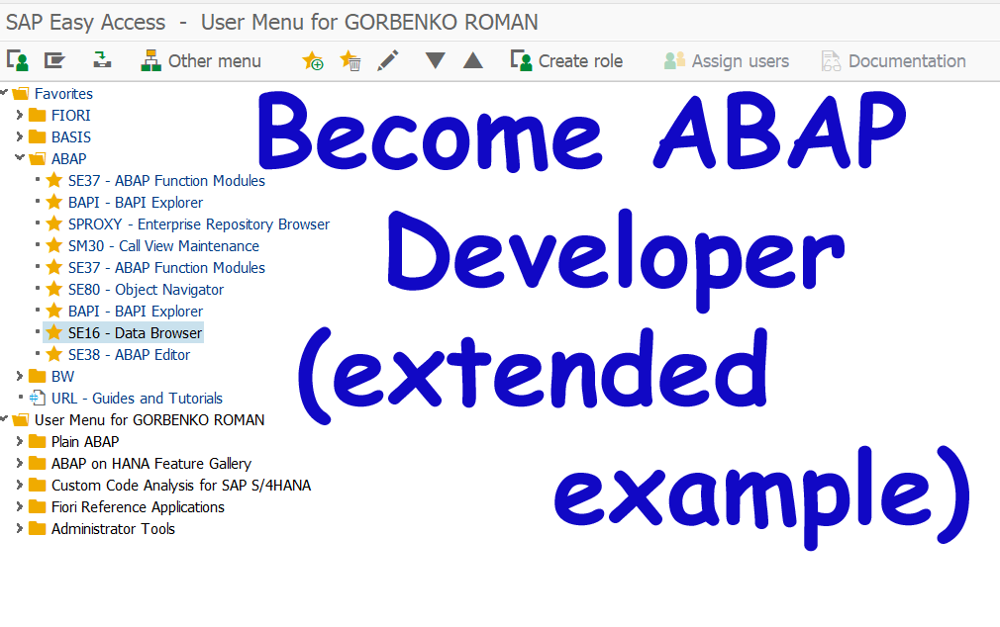 SAP Easy Access - User Menu for GORBENKO ROMAN
Other menu Create role Assign users Documentation
Favorites
FIORI
BASIS
ABAP
SE37 - ABAP Function Modules
BAPI - BAPI Explorer
SPROXY - Enterprise Repository Browser
SM30 - Call View Maintenance
SE37 - ABAP Function Modules
SE80 - Object Navigator
BAPI - BAPI Explorer
SE16 - Data Browser
SE38 - ABAP Editor
BW
URL - Guides and Tutorials
User Menu for GORBENKO ROMAN
Plain ABAP
ABAP on HANA Feature Gallery
Custom Code Analysis for SAP S/4HANA
Fiori Reference Applications
Administrator Tools
Become ABAP
Developer
(extended
example)